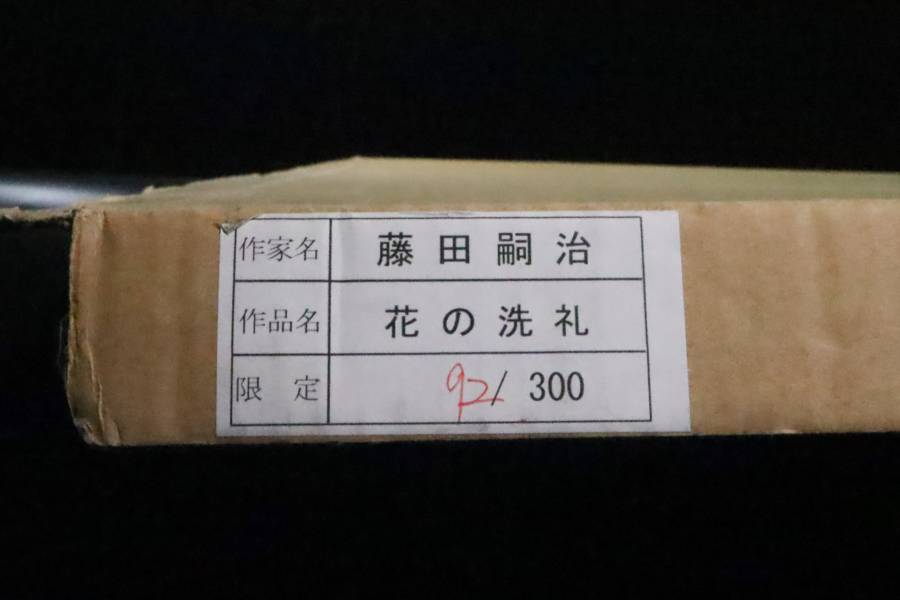 作家名 藤田嗣治
作品名 花の洗礼
限 定 92/ 300